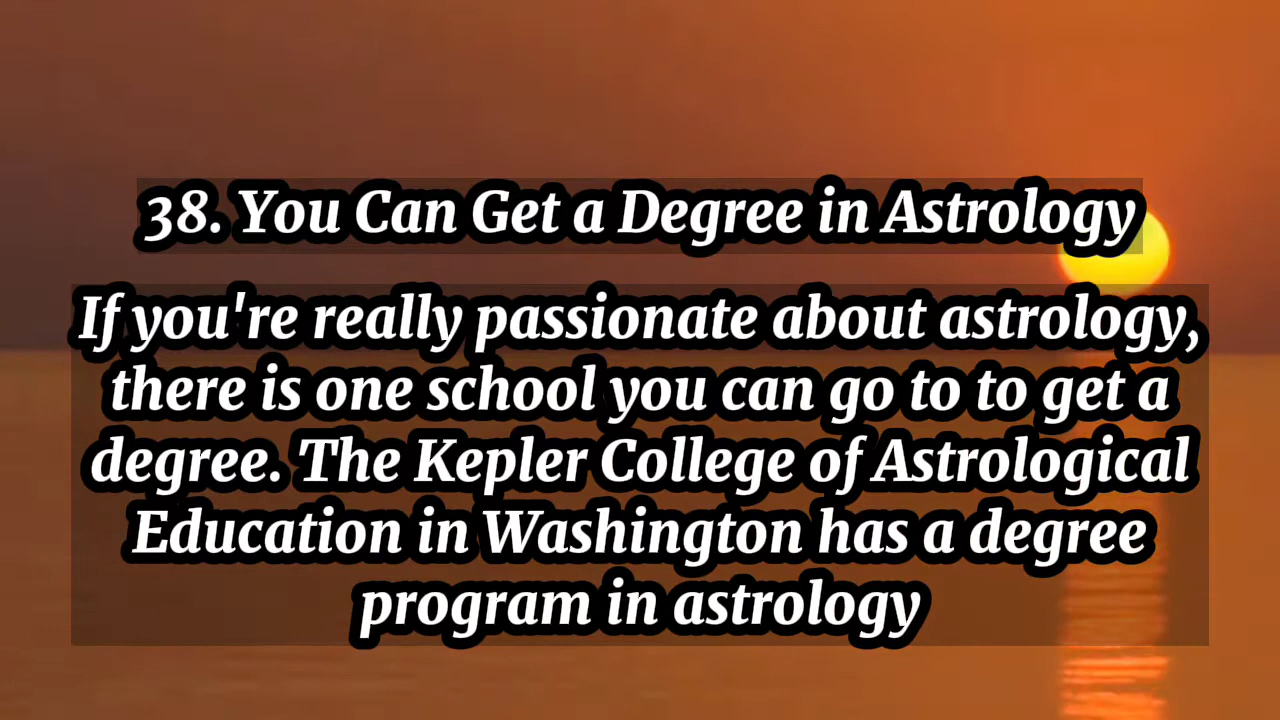 38. You Can Get a Degree in Astrology
If you're really passionate about astrology,
there is one school you can go to to get a
degree. The Kepler College of Astrological
Education in Washington has a degree
program in astrology